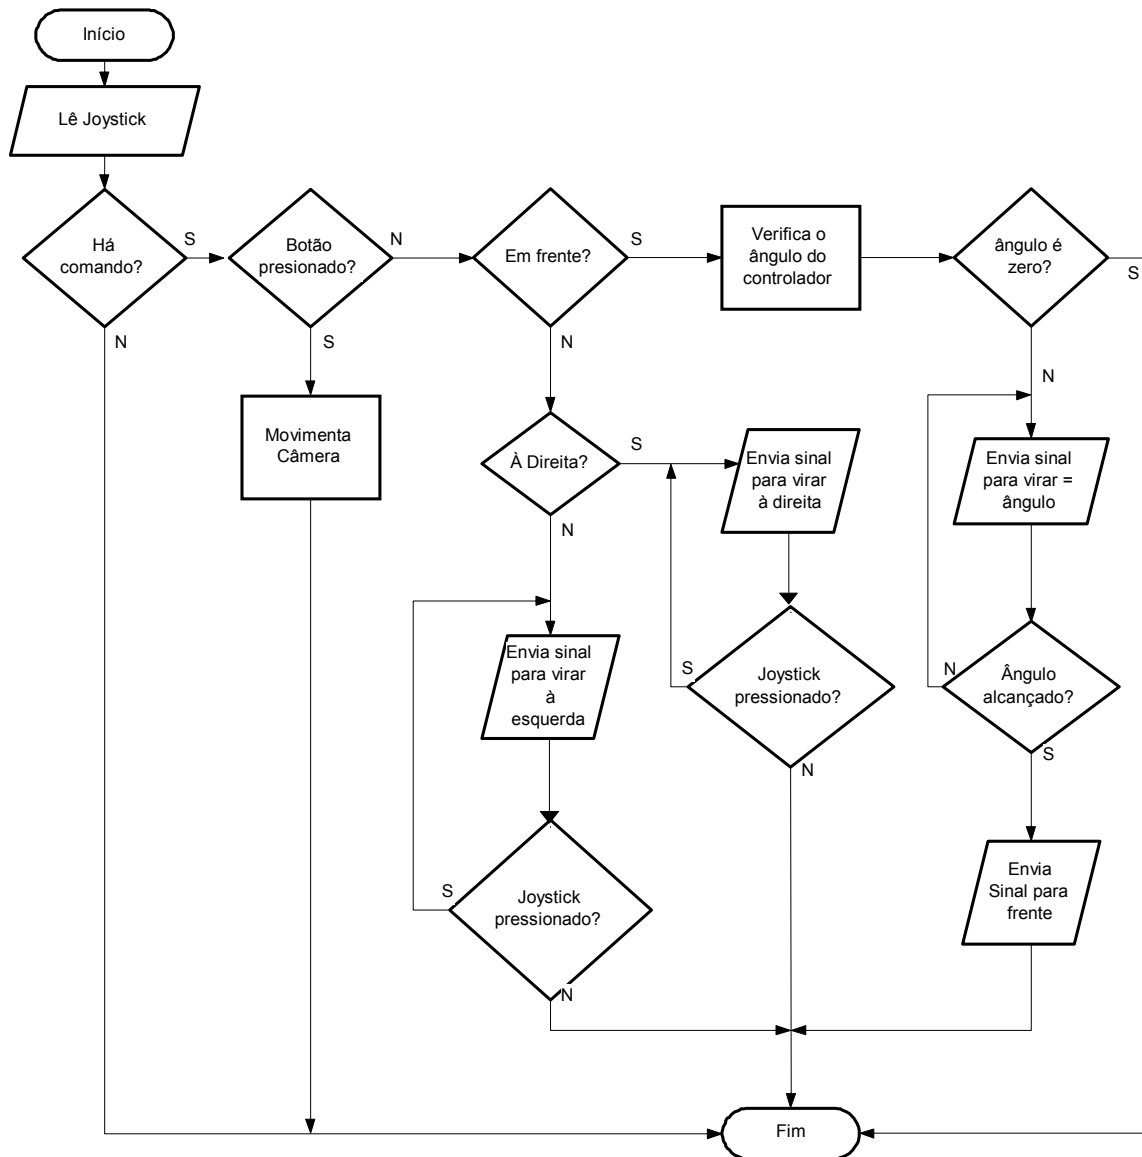 Início
Lê Joystick
Há
comando?
S
N
Botão
presionado?
N
S
Movimenta
Câmera
Em frente?
S
N
Verifica o
ângulo do
controlador
ângulo é
zero?
S
N
À Direita?
S
N
Envia sinal
para virar
à direita
Joystick
pressionado?
S
N
Envia sinal
para virar
à
esquerda
Joystick
pressionado?
S
N
Envia sinal
para virar =
ângulo
Ângulo
alcançado?
N
S
Envia
Sinal para
frente
Fim